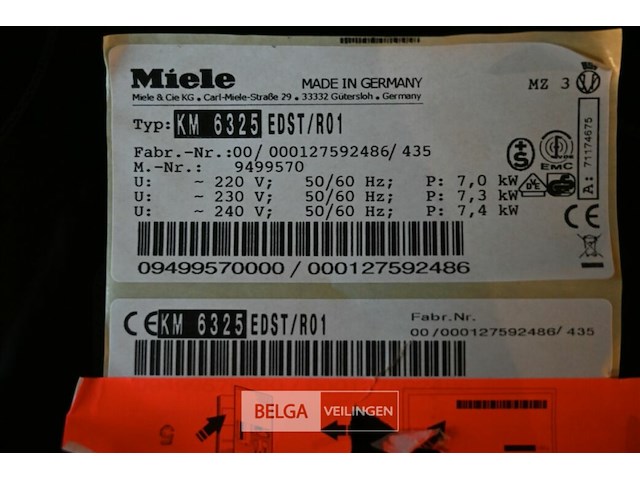 Miele
MADE IN GERMANY
MZ 3
Miele & Cie KG . Carl-Miele-Straße 29 . 33332 Gütersloh . Germany
Typ: KM 6325 EDST/R01
Fabr.-Nr.:00/ 000127592486/ 435
M.-Nr.: 9499570
U: ~ 220 V; 50/60 Hz; P: 7,0 kW
U: ~ 230 V; 50/60 Hz; P: 7,3 kW
U: ~ 240 V; 50/60 Hz; P: 7,4 kW
S
EMC
VDE
CE
A: 71174675
09499570000 / 000127592486
CE KM 6325 EDST/R01
Fabr.Nr.
00/000127592486/ 435
5
BELGA VEILINGEN